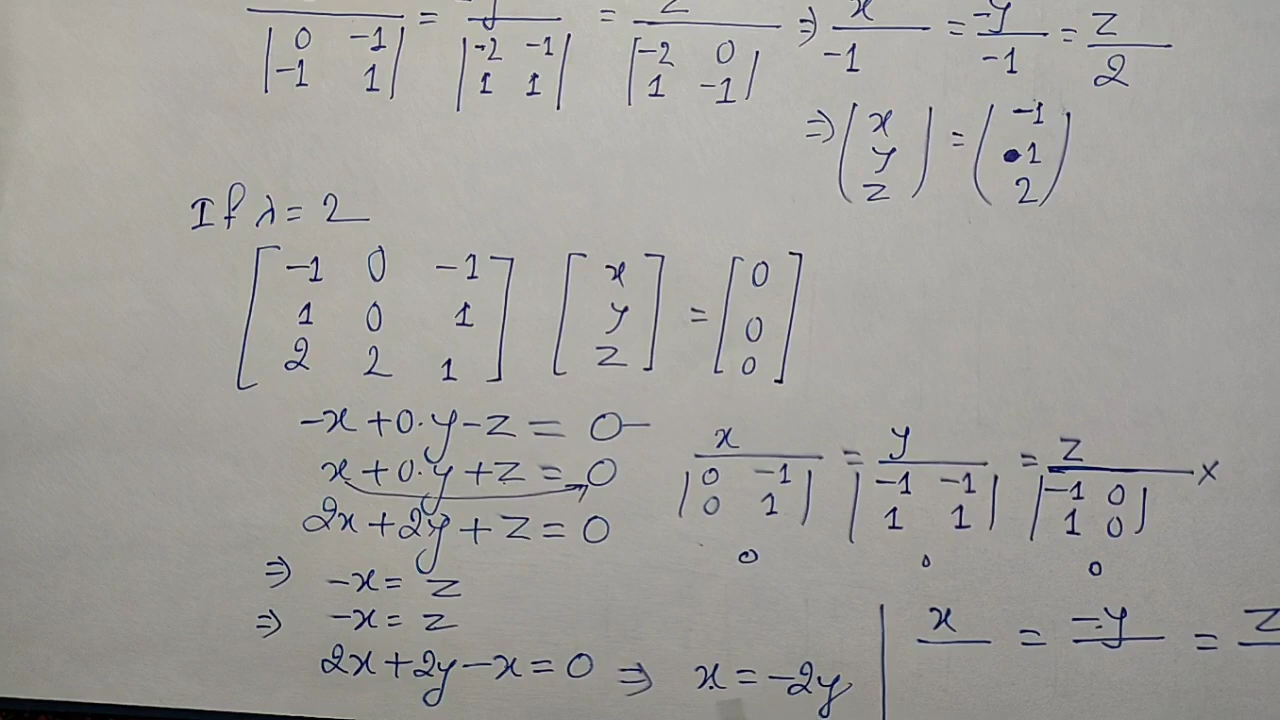 |0 -1| = y = z ⇒ x = -y = z
|-1 1| |-2 -1| |-2 0| -1 -1 2
|1 1| |1 -1|
⇒ (x y z) = (-1 1 2)
If λ = 2
[-1 0 -1] [x] = [0]
[1 0 1] [y] [0]
[2 2 1] [z] [0]
-x + 0·y - z = 0
x + 0·y + z = 0
2x + 2y + z = 0
x / |0 -1| = y / |-1 -1| = z / |-1 0| ×
|0 1| |1 1| |1 0|
0 0 0
⇒ -x = z
⇒ -x = z
2x + 2y - x = 0 ⇒ x = -2y
x = -y = z